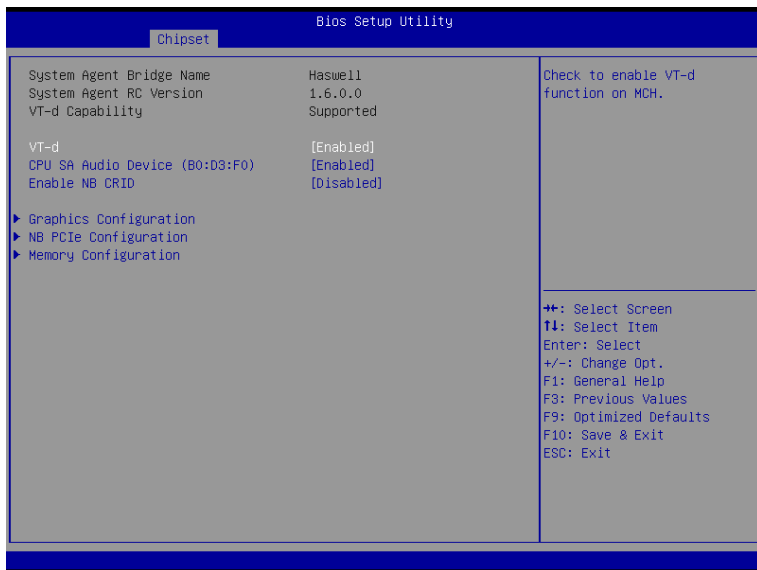 Bios Setup Utility
Chipset
System Agent Bridge Name Haswell
System Agent RC Version 1.6.0.0
VT-d Capability Supported
VT-d [Enabled]
CPU SA Audio Device (B0:D3:F0) [Enabled]
Enable NB CRID [Disabled]
Graphics Configuration
NB PCIe Configuration
Memory Configuration
Check to enable VT-d
function on MCH.
→←: Select Screen
↑↓: Select Item
Enter: Select
+/-: Change Opt.
F1: General Help
F3: Previous Values
F9: Optimized Defaults
F10: Save & Exit
ESC: Exit